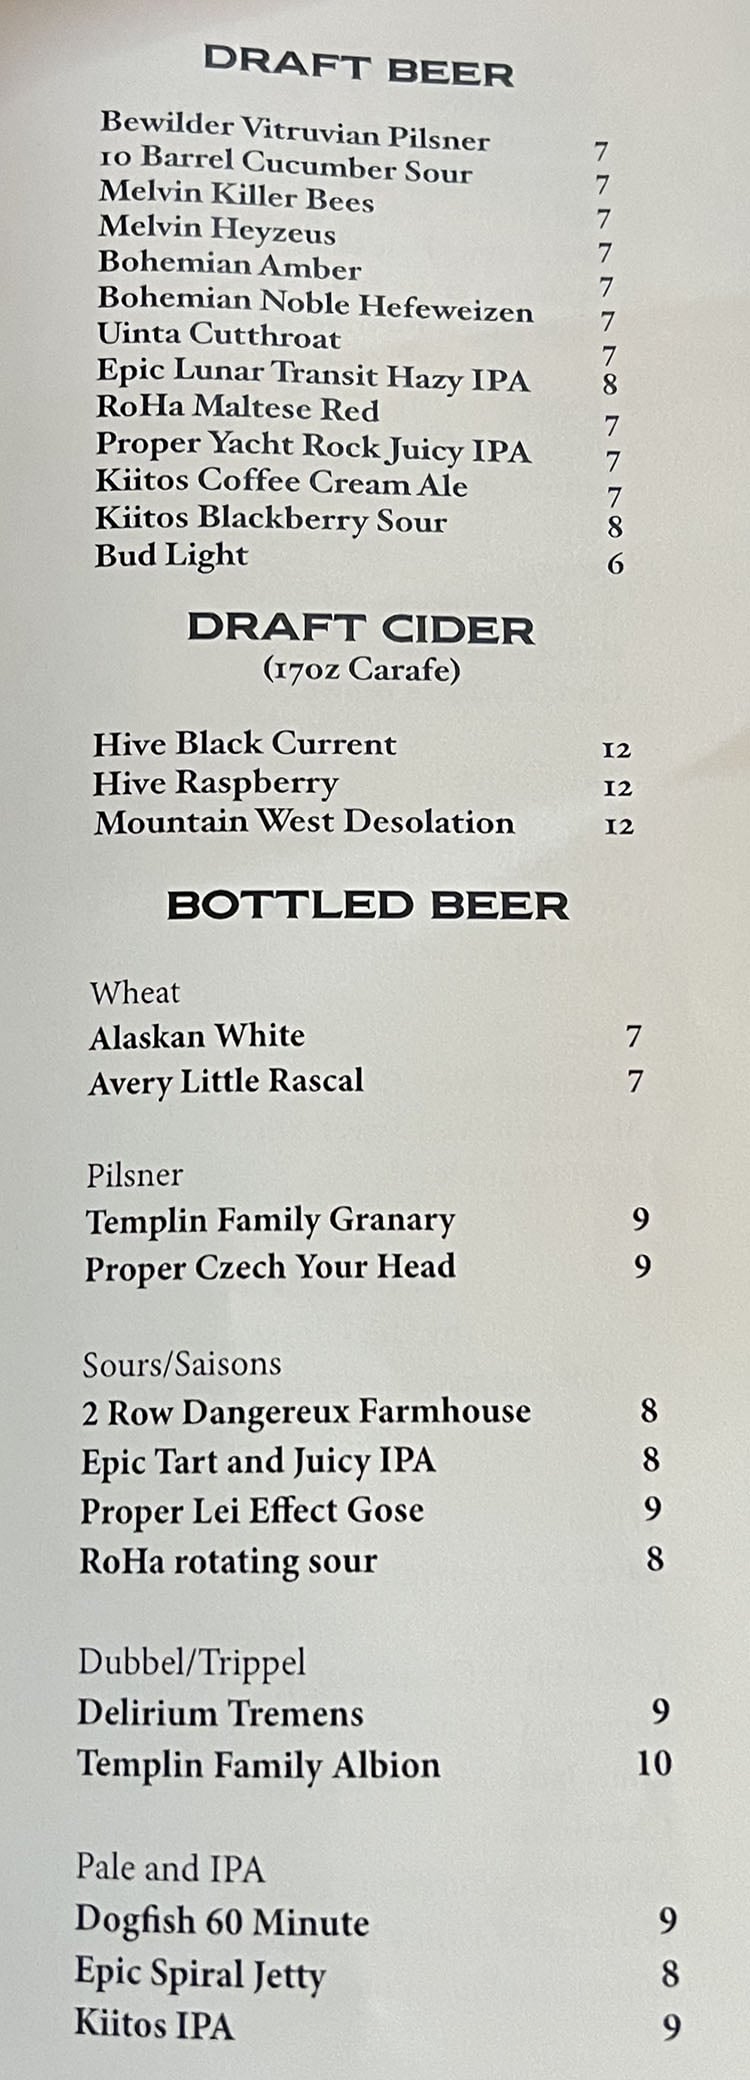 DRAFT BEER
Bewilder Vitruvian Pilsner 7
10 Barrel Cucumber Sour 7
Melvin Killer Bees 7
Melvin Heyzeus 7
Bohemian Amber 7
Bohemian Noble Hefeweizen 7
Uinta Cutthroat 7
Epic Lunar Transit Hazy IPA 8
RoHa Maltese Red 7
Proper Yacht Rock Juicy IPA 7
Kiitos Coffee Cream Ale 7
Kiitos Blackberry Sour 8
Bud Light 6
DRAFT CIDER
(17oz Carafe)
Hive Black Current 12
Hive Raspberry 12
Mountain West Desolation 12
BOTTLED BEER
Wheat
Alaskan White 7
Avery Little Rascal 7
Pilsner
Templin Family Granary 9
Proper Czech Your Head 9
Sours/Saisons
2 Row Dangereux Farmhouse 8
Epic Tart and Juicy IPA 8
Proper Lei Effect Gose 9
RoHa rotating sour 8
Dubbel/Trippel
Delirium Tremens 9
Templin Family Albion 10
Pale and IPA
Dogfish 60 Minute 9
Epic Spiral Jetty 8
Kiitos IPA 9